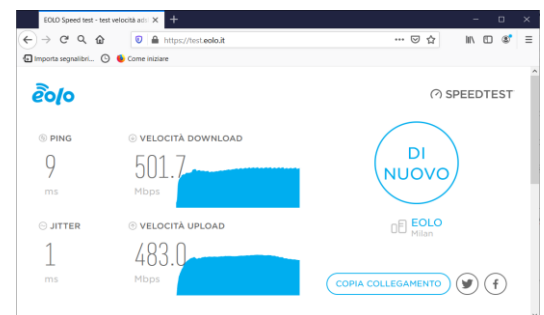 EOLO Speed test - test velocità ads
https://test.eolo.it
Importa segnalibri...
Come iniziare
eolo
SPEEDTEST
PING
9
ms
VELOCITÀ DOWNLOAD
501.7
Mbps
DI
NUOVO
JITTER
1
ms
VELOCITÀ UPLOAD
483.0
Mbps
EOLO
Milan
COPIA COLLEGAMENTO